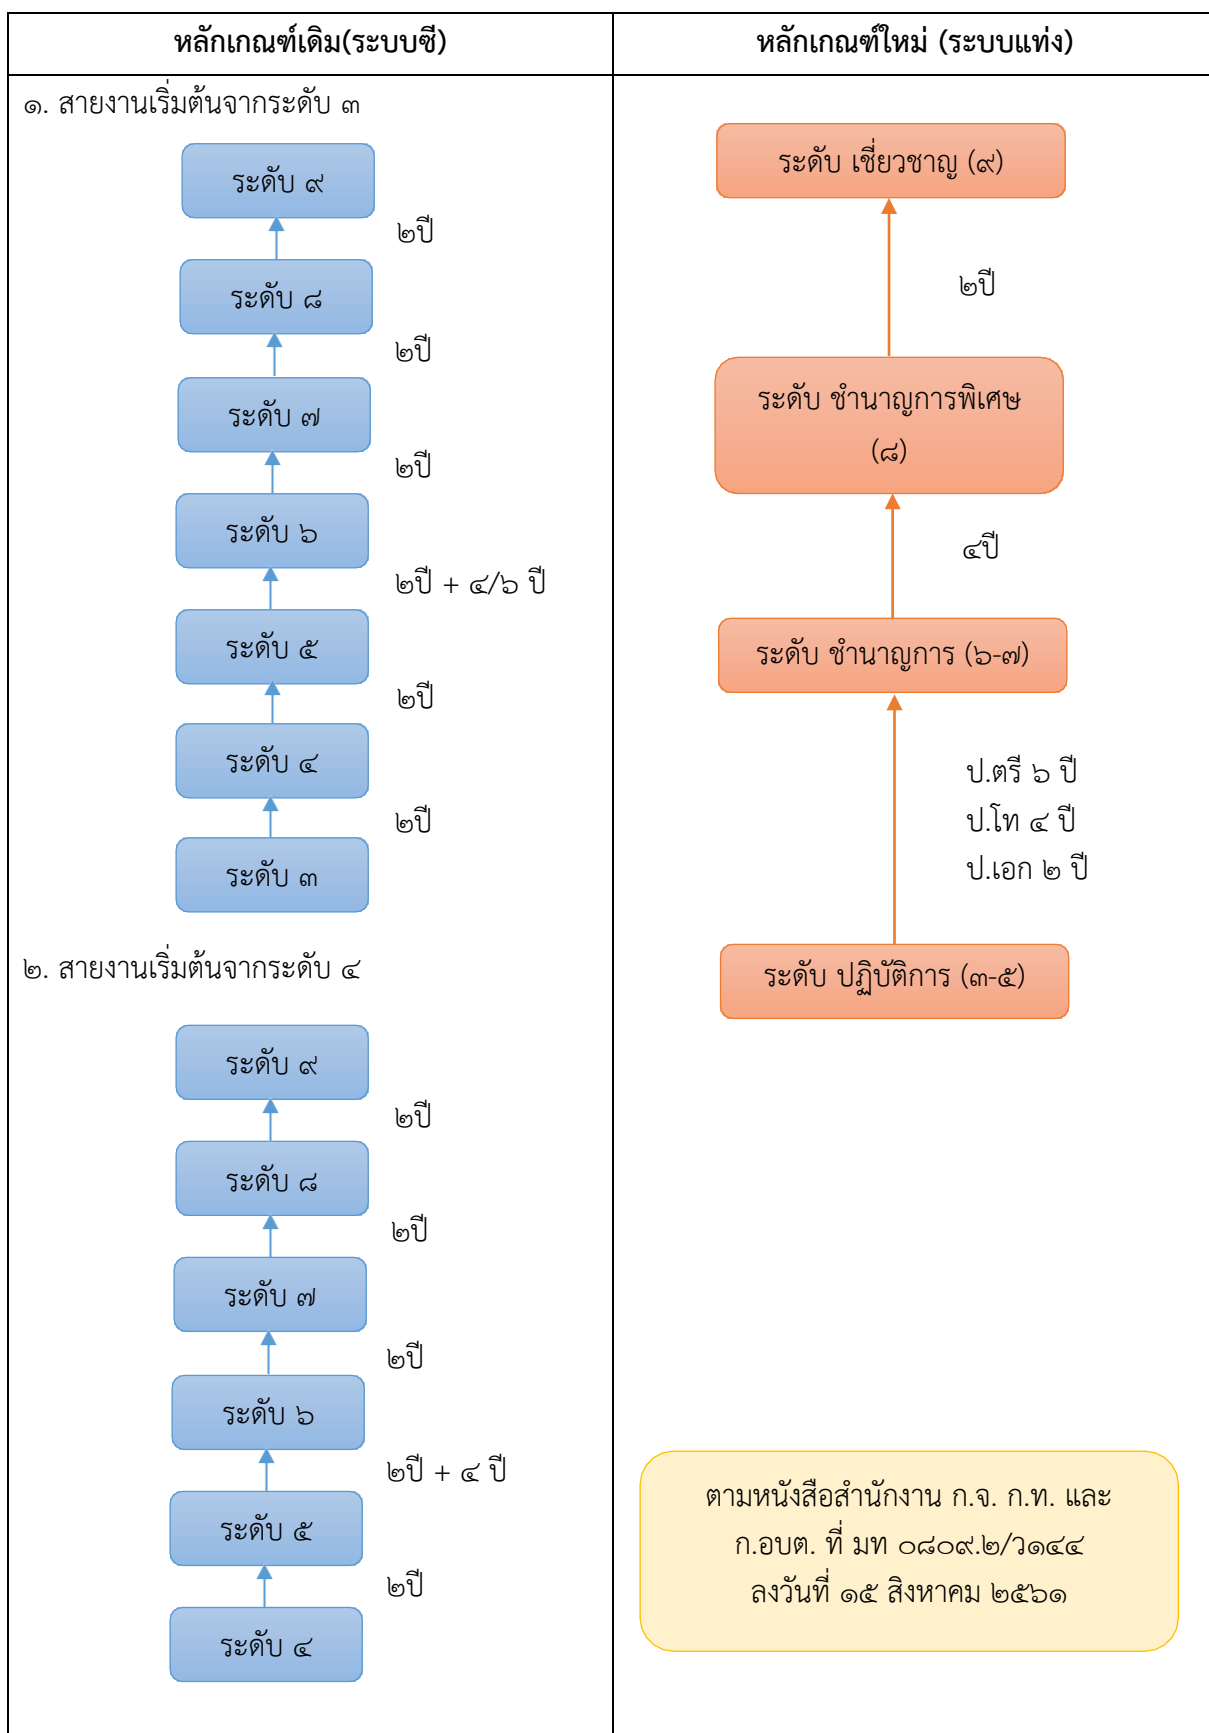 หลักเกณฑ์เดิม(ระบบซี)
๑. สายงานเริ่มต้นจากระดับ ๓
ระดับ ๙
๒ปี
ระดับ ๘
๒ปี
ระดับ ๗
๒ปี
ระดับ ๖
๒ปี + ๔/๖ ปี
ระดับ ๕
๒ปี
ระดับ ๔
๒ปี
ระดับ ๓
๒. สายงานเริ่มต้นจากระดับ ๔
ระดับ ๙
๒ปี
ระดับ ๘
๒ปี
ระดับ ๗
๒ปี
ระดับ ๖
๒ปี + ๔ ปี
ระดับ ๕
๒ปี
ระดับ ๔
หลักเกณฑ์ใหม่ (ระบบแท่ง)
ระดับ เชี่ยวชาญ (๙)
๒ปี
ระดับ ชำนาญการพิเศษ
(๘)
๔ปี
ระดับ ชำนาญการ (๖-๗)
ป.ตรี ๖ ปี
ป.โท ๔ ปี
ป.เอก ๒ ปี
ระดับ ปฏิบัติการ (๓-๕)
ตามหนังสือสำนักงาน ก.จ. ก.ท. และ
ก.อบต. ที่ มท ๐๘๐๙.๒/ว๑๔๔
ลงวันที่ ๑๕ สิงหาคม ๒๕๖๑